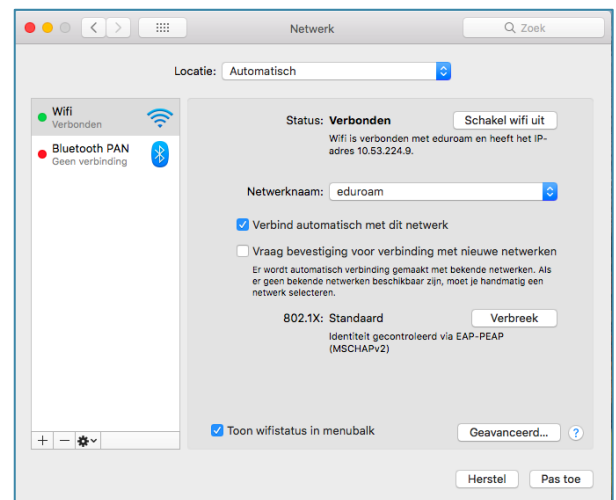 Netwerk
Zoek
Locatie: Automatisch
Wifi
Verbonden
Bluetooth PAN
Geen verbinding
Status: Verbonden
Schakel wifi uit
Wifi is verbonden met eduroam en heeft het IP-
adres 10.53.224.9.
Netwerknaam: eduroam
Verbind automatisch met dit netwerk
Vraag bevestiging voor verbinding met nieuwe netwerken
Er wordt automatisch verbinding gemaakt met bekende netwerken. Als
er geen bekende netwerken beschikbaar zijn, moet je handmatig een
netwerk selecteren.
802.1X: Standaard
Verbreek
Identiteit gecontroleerd via EAP-PEAP
(MSCHAPv2)
Toon wifistatus in menubalk
Geavanceerd...
?
Herstel
Pas toe